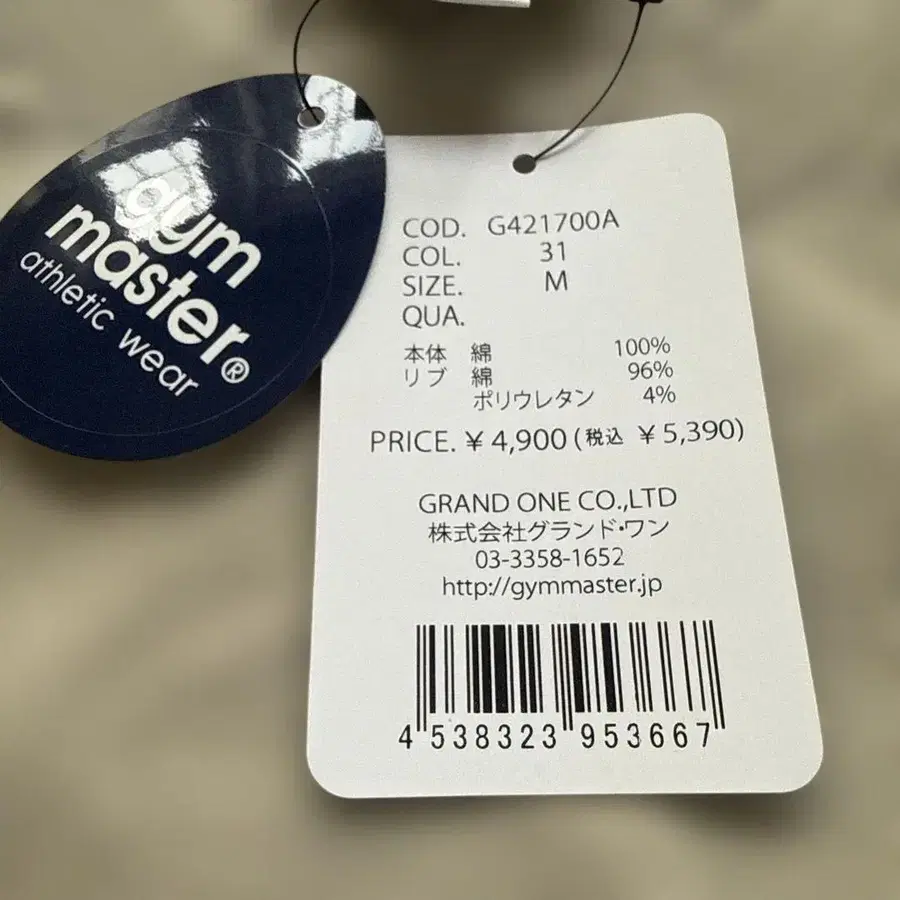 gym
master®
athletic wear
COD. G421700A
COL. 31
SIZE. M
QUA.
本体 綿 100%
リブ 綿 96%
ポリウレタン 4%
PRICE. ¥ 4,900 (税込 ¥ 5,390)
GRAND ONE CO.,LTD
株式会社グランド・ワン
03-3358-1652
http://gymmaster.jp
4 538323 953667